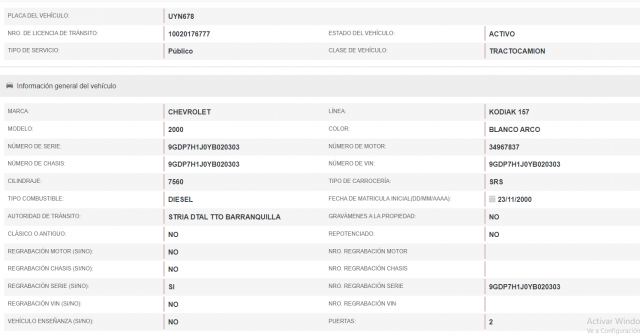 PLACA DEL VEHÍCULO: UYN678
NRO. DE LICENCIA DE TRÁNSITO: 10020176777 ESTADO DEL VEHÍCULO: ACTIVO
TIPO DE SERVICIO: Público CLASE DE VEHÍCULO: TRACTOCAMION
Información general del vehículo
MARCA: CHEVROLET LÍNEA: KODIAK 157
MODELO: 2000 COLOR: BLANCO ARCO
NÚMERO DE SERIE: 9GDP7H1J0YB020303 NÚMERO DE MOTOR: 34967837
NÚMERO DE CHASIS: 9GDP7H1J0YB020303 NÚMERO DE VIN: 9GDP7H1J0YB020303
CILINDRAJE: 7560 TIPO DE CARROCERÍA: SRS
TIPO COMBUSTIBLE: DIESEL FECHA DE MATRICULA INICIAL(DD/MM/AAAA): 23/11/2000
AUTORIDAD DE TRÁNSITO: STRIA DTAL TTO BARRANQUILLA GRAVÁMENES A LA PROPIEDAD: NO
CLÁSICO O ANTIGUO: NO REPOTENCIADO: NO
REGRABACIÓN MOTOR (SI/NO): NO NRO. REGRABACIÓN MOTOR
REGRABACIÓN CHASIS (SI/NO): NO NRO. REGRABACIÓN CHASIS
REGRABACIÓN SERIE (SI/NO): SI NRO. REGRABACIÓN SERIE 9GDP7H1J0YB020303
REGRABACIÓN VIN (SI/NO): NO NRO. REGRABACIÓN VIN
VEHÍCULO ENSEÑANZA (SI/NO): NO PUERTAS: 2
Activar Windo
Ve a Configuración